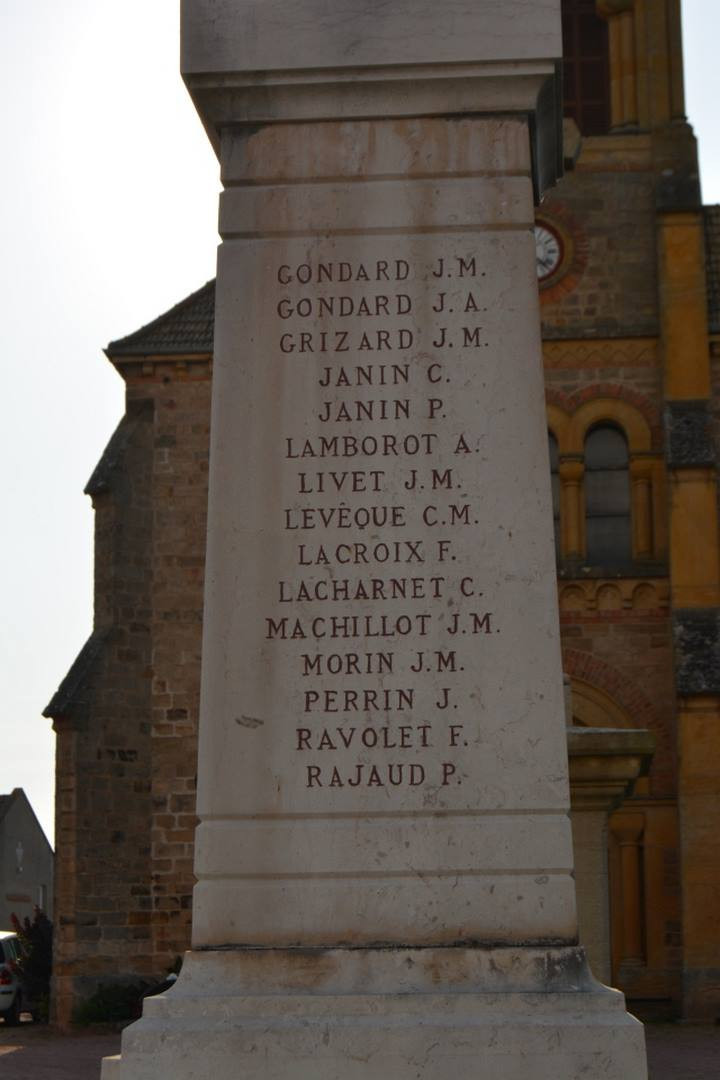 GONDARD J.M.
GONDARD J.A.
GRIZARD J.M.
JANIN C.
JANIN P.
LAMBOROT A.
LIVET J.M.
LEVÊQUE C.M.
LACROIX F.
LACHARNET C.
MACHILLOT J.M.
MORIN J.M.
PERRIN J.
RAVOLET F.
RAJAUD P.